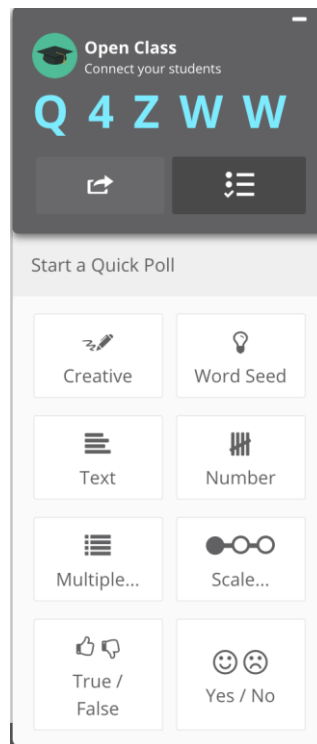 Open Class
Connect your students
Q 4 Z W W
Start a Quick Poll
Creative
Word Seed
Text
Number
Multiple...
Scale...
True /
False
Yes / No